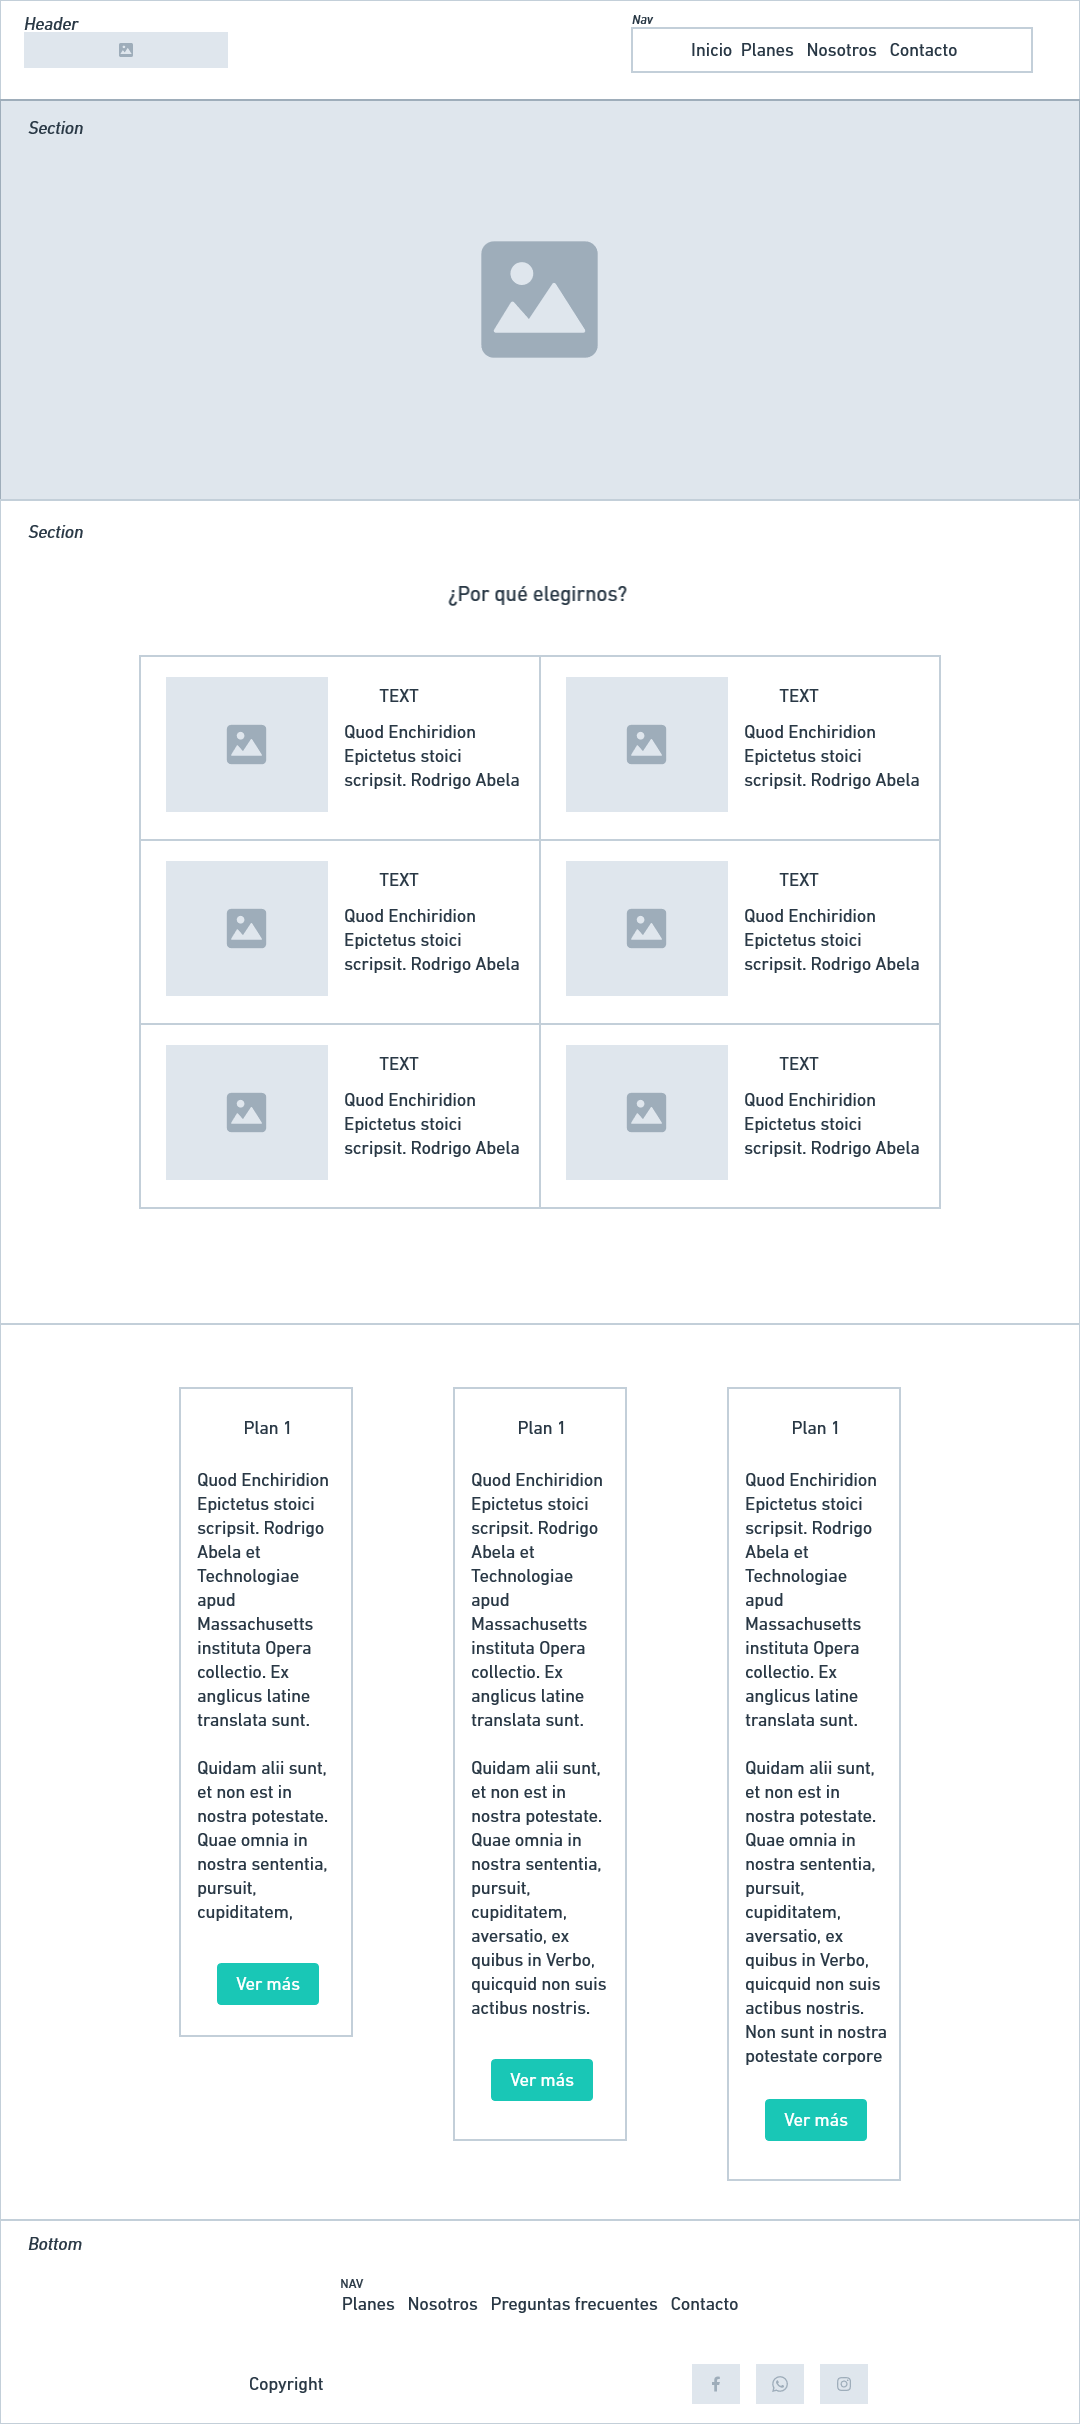 Header
Nav
Inicio Planes Nosotros Contacto
Section
Section
¿Por qué elegirnos?
TEXT
Quod Enchiridion
Epictetus stoici
scripsit. Rodrigo Abela
TEXT
Quod Enchiridion
Epictetus stoici
scripsit. Rodrigo Abela
TEXT
Quod Enchiridion
Epictetus stoici
scripsit. Rodrigo Abela
TEXT
Quod Enchiridion
Epictetus stoici
scripsit. Rodrigo Abela
TEXT
Quod Enchiridion
Epictetus stoici
scripsit. Rodrigo Abela
TEXT
Quod Enchiridion
Epictetus stoici
scripsit. Rodrigo Abela
Plan 1
Quod Enchiridion
Epictetus stoici
scripsit. Rodrigo
Abela et
Technologiae
apud
Massachusetts
instituta Opera
collectio. Ex
anglicus latine
translata sunt.
Quidam alii sunt,
et non est in
nostra potestate.
Quae omnia in
nostra sententia,
pursuit,
cupiditatem,
Ver más
Plan 1
Quod Enchiridion
Epictetus stoici
scripsit. Rodrigo
Abela et
Technologiae
apud
Massachusetts
instituta Opera
collectio. Ex
anglicus latine
translata sunt.
Quidam alii sunt,
et non est in
nostra potestate.
Quae omnia in
nostra sententia,
pursuit,
cupiditatem,
aversatio, ex
quibus in Verbo,
quicquid non suis
actibus nostris.
Ver más
Plan 1
Quod Enchiridion
Epictetus stoici
scripsit. Rodrigo
Abela et
Technologiae
apud
Massachusetts
instituta Opera
collectio. Ex
anglicus latine
translata sunt.
Quidam alii sunt,
et non est in
nostra potestate.
Quae omnia in
nostra sententia,
pursuit,
cupiditatem,
aversatio, ex
quibus in Verbo,
quicquid non suis
actibus nostris.
Non sunt in nostra
potestate corpore
Ver más
Bottom
NAV
Planes Nosotros Preguntas frecuentes Contacto
Copyright